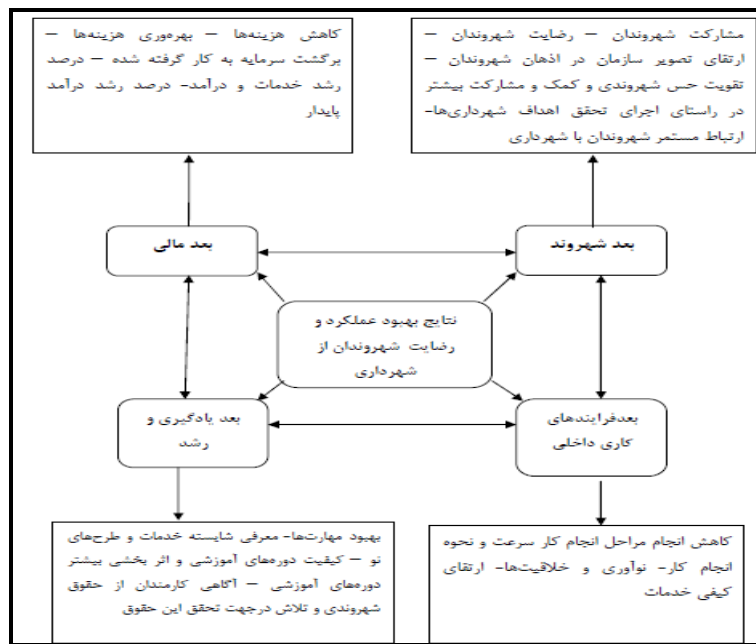 مشارکت شهروندان – رضایت شهروندان –
ارتقای تصویر سازمان در اذهان شهروندان –
تقویت حس شهروندی و کمک و مشارکت بیشتر
در راستای اجرای تحقق اهداف شهرداری‌ها-
ارتباط مستمر شهروندان با شهرداری
کاهش هزینه‌ها – بهره‌وری هزینه‌ها –
برگشت سرمایه به کار گرفته شده – درصد
رشد خدمات و درآمد- درصد رشد درآمد
پایدار
بعد شهروند
بعد مالی
نتایج بهبود عملکرد و
رضایت شهروندان از
شهرداری
بعدفرایندهای
کاری داخلی
بعد یادگیری و
رشد
کاهش انجام مراحل انجام کار سرعت و نحوه
انجام کار- نوآوری و خلاقیت‌ها- ارتقای
کیفی خدمات
بهبود مهارت‌ها- معرفی شایسته خدمات و طرح‌های
نو – کیفیت دوره‌های آموزشی و اثر بخشی بیشتر
دوره‌های آموزشی – آگاهی کارمندان از حقوق
شهروندی و تلاش درجهت تحقق این حقوق